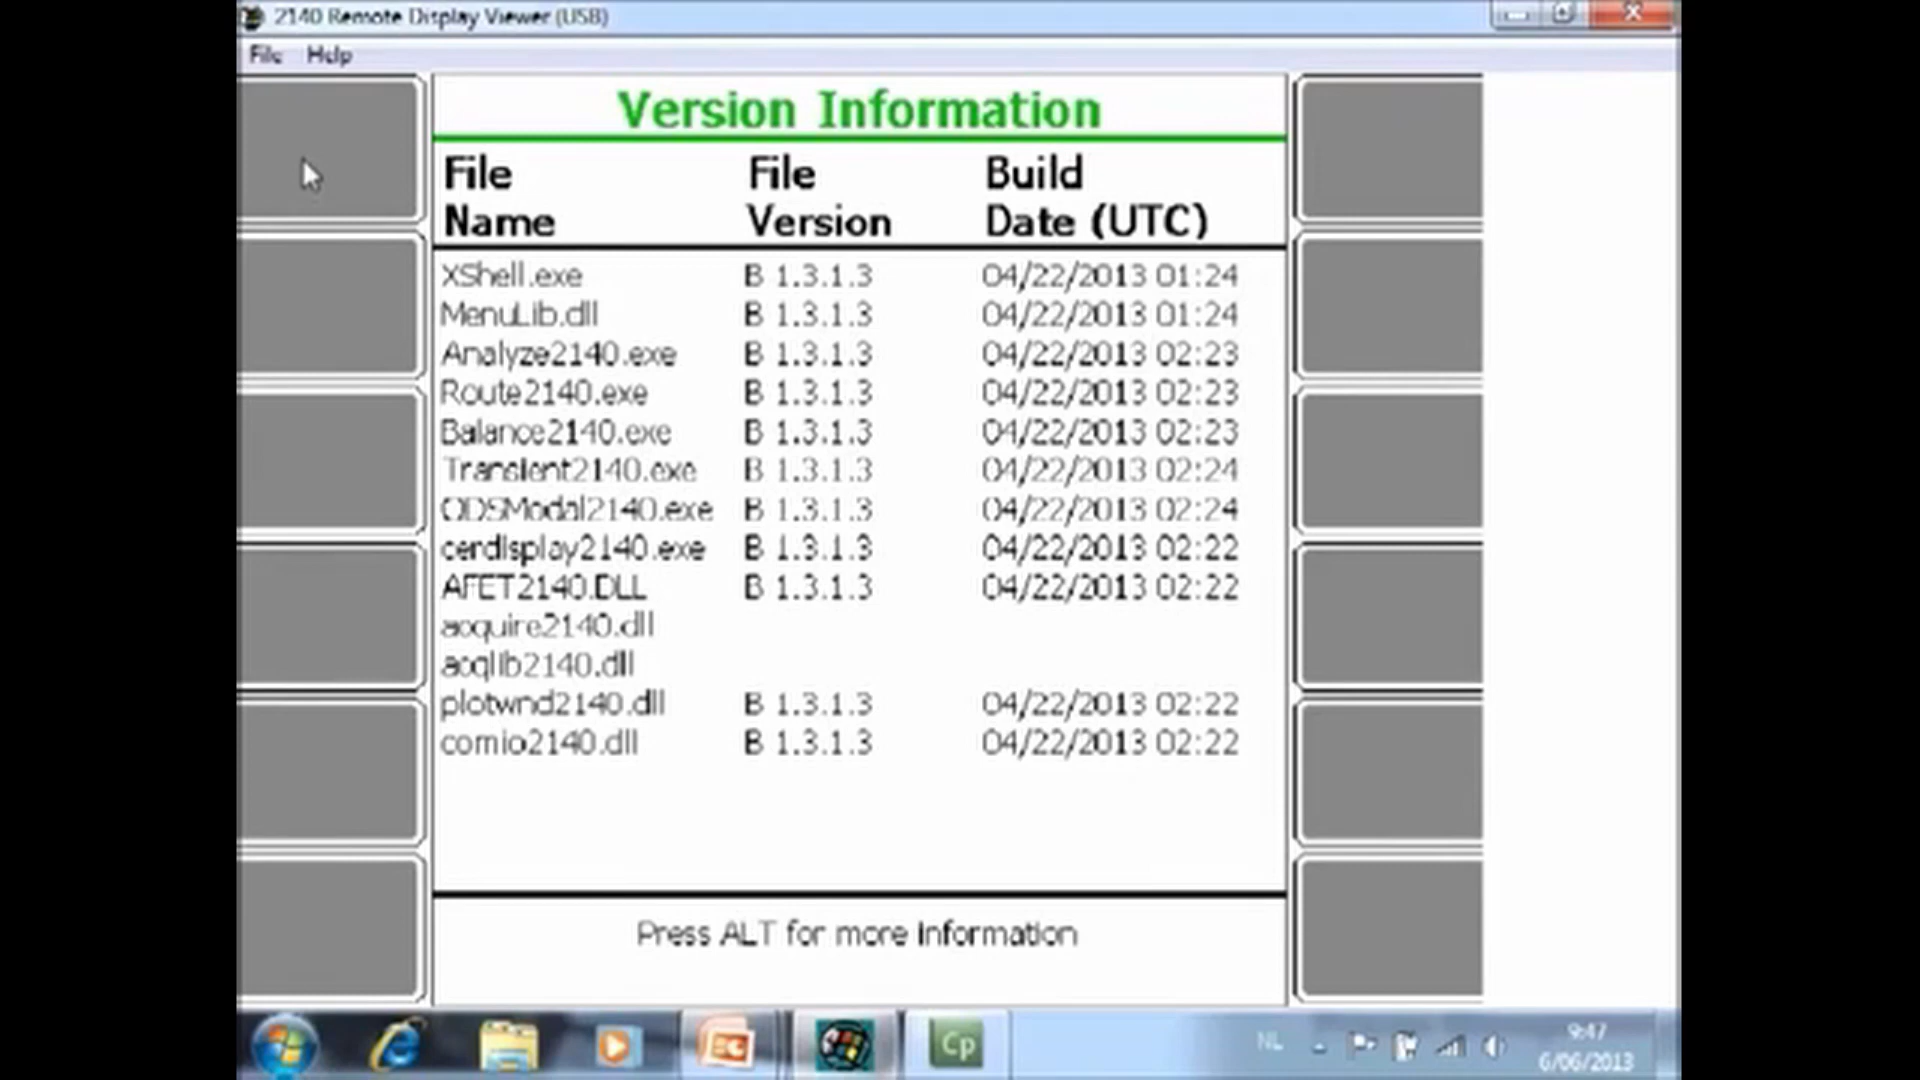 2140 Remote Display Viewer (USB)
File Help
Version Information
File Name File Version Build Date (UTC)
XShell.exe B 1.3.1.3 04/22/2013 01:24
MenuLib.dll B 1.3.1.3 04/22/2013 01:24
Analyze2140.exe B 1.3.1.3 04/22/2013 02:23
Route2140.exe B 1.3.1.3 04/22/2013 02:23
Balance2140.exe B 1.3.1.3 04/22/2013 02:23
Transient2140.exe B 1.3.1.3 04/22/2013 02:24
ODSModal2140.exe B 1.3.1.3 04/22/2013 02:24
cerdisplay2140.exe B 1.3.1.3 04/22/2013 02:22
AFET2140.DLL B 1.3.1.3 04/22/2013 02:22
acquire2140.dll
acqlib2140.dll
plotwnd2140.dll B 1.3.1.3 04/22/2013 02:22
comio2140.dll B 1.3.1.3 04/22/2013 02:22
Press ALT for more information
Cp
NL
9:47
6/06/2013